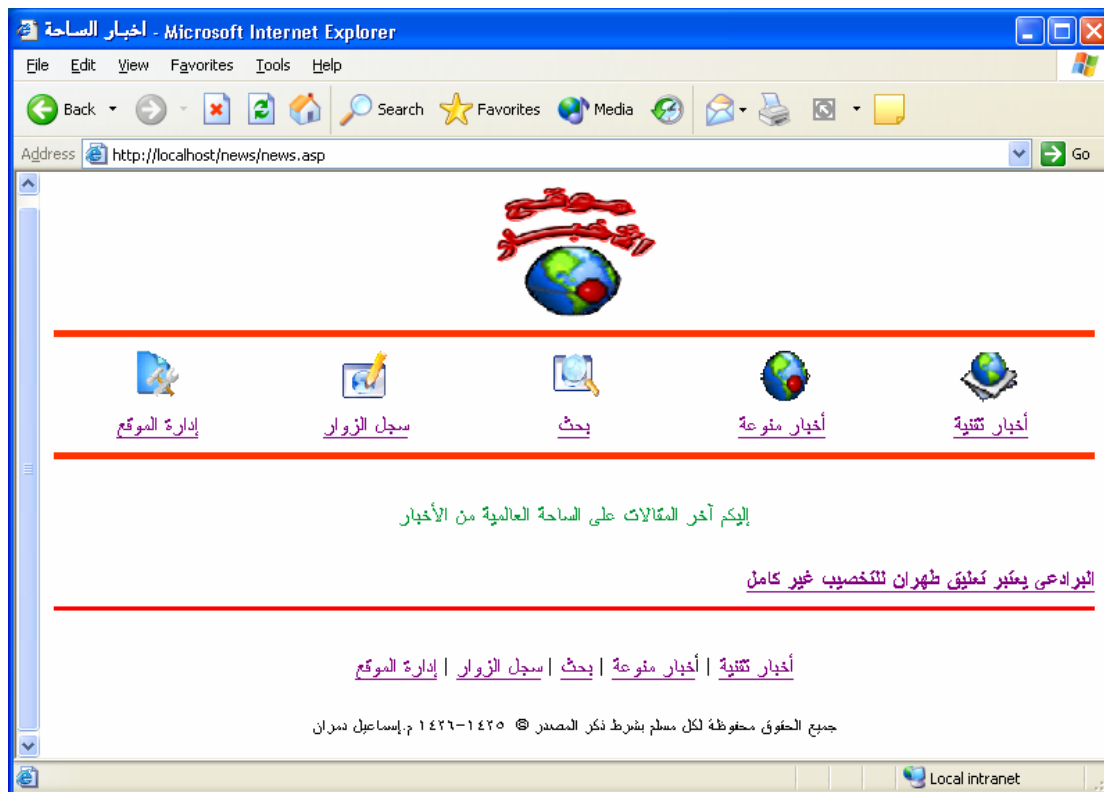 أخبار الساحة - Microsoft Internet Explorer
File Edit View Favorites Tools Help
Back Search Favorites Media
Address http://localhost/news/news.asp Go
موقع
الأخبار
أخبار تقنية أخبار منوعة بحث سجل الزوار إدارة الموقع
إليكم آخر المقالات على الساحة العالمية من الأخبار
البرادعى يعتبر تعليق طهران للتخصيب غير كامل
أخبار تقنية | أخبار منوعة | بحث | سجل الزوار | إدارة الموقع
جميع الحقوق محفوظة لكل مسلم بشرط ذكر المصدر © ١٤٢٥-١٤٢٦ م.إسماعيل دمران
Local intranet